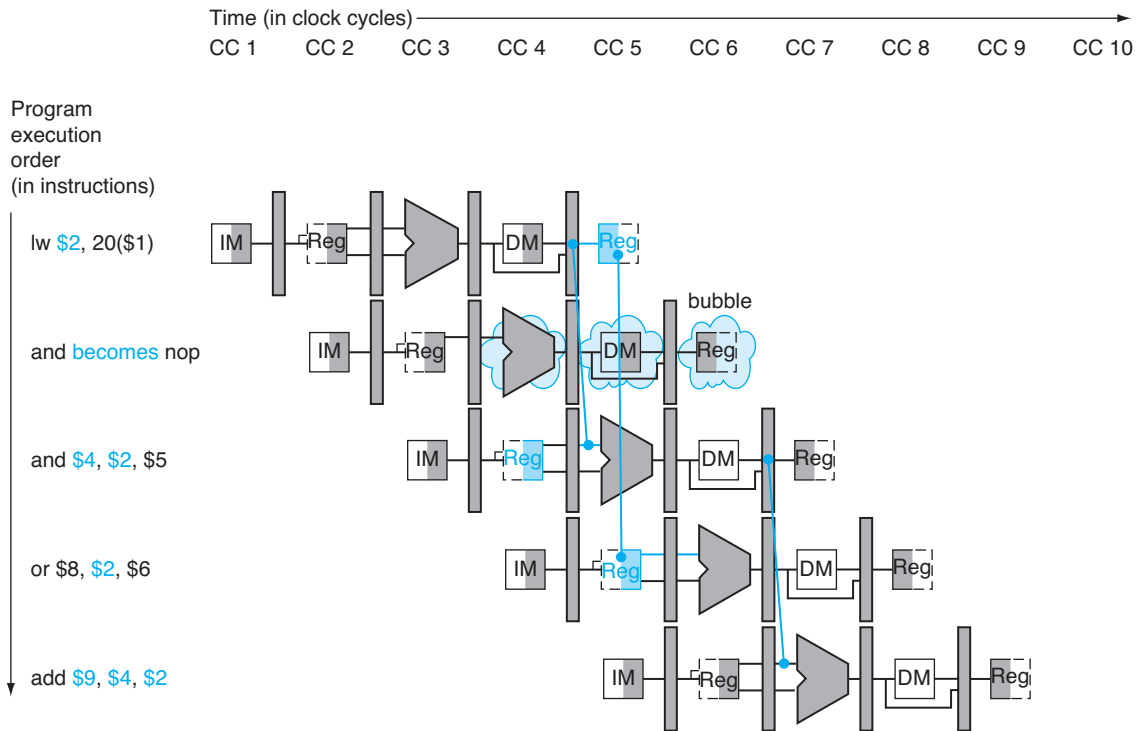 Time (in clock cycles)
CC 1 CC 2 CC 3 CC 4 CC 5 CC 6 CC 7 CC 8 CC 9 CC 10
Program
execution
order
(in instructions)
lw $2, 20($1)
IM Reg DM Reg
bubble
and becomes nop
IM Reg DM Reg
and $4, $2, $5
IM Reg DM Reg
or $8, $2, $6
IM Reg DM Reg
add $9, $4, $2
IM Reg DM Reg